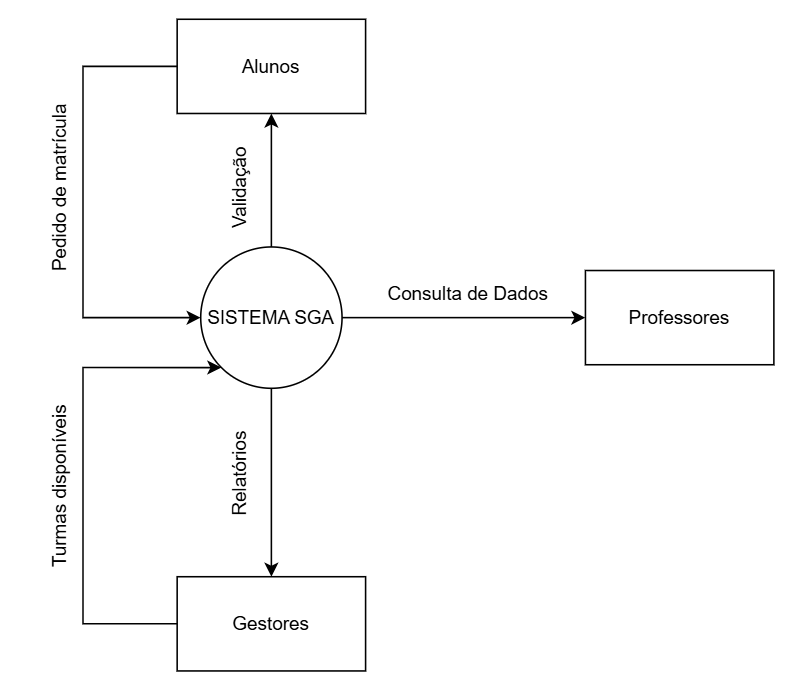 Alunos
Pedido de matrícula
Validação
SISTEMA SGA
Consulta de Dados
Professores
Turmas disponíveis
Relatórios
Gestores